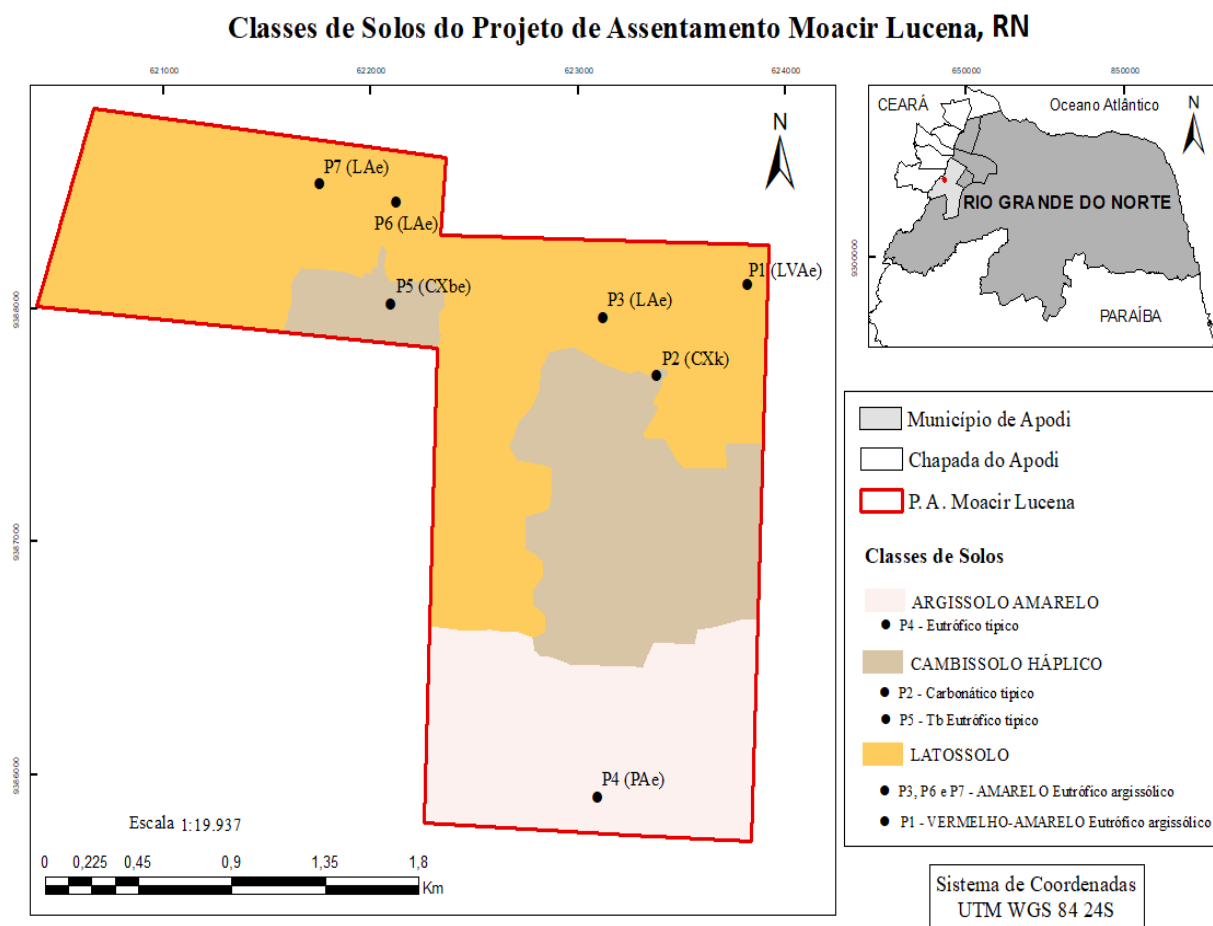 Classes de Solos do Projeto de Assentamento Moacir Lucena, RN
621000 622000 623000 624000
9388000
9387000
9386000
N
P7 (LAe)
P6 (LAe)
P1 (LVAe)
P5 (CXbe)
P3 (LAe)
P2 (CXk)
P4 (PAe)
Escala 1:19.937
0 0,225 0,45 0,9 1,35 1,8
Km
650000 850000
CEARÁ
Oceano Atlântico
N
RIO GRANDE DO NORTE
9300000
PARAÍBA
Município de Apodi
Chapada do Apodi
P. A. Moacir Lucena
Classes de Solos
ARGISSOLO AMARELO
P4 - Eutrófico típico
CAMBISSOLO HÁPLICO
P2 - Carbonático típico
P5 - Tb Eutrófico típico
LATOSSOLO
P3, P6 e P7 - AMARELO Eutrófico argissólico
P1 - VERMELHO-AMARELO Eutrófico argissólico
Sistema de Coordenadas
UTM WGS 84 24S